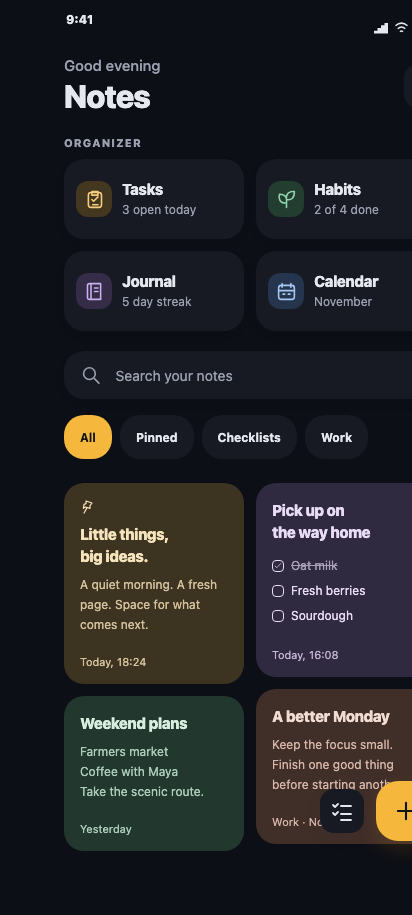 9:41
Good evening
Notes
ORGANIZER
Tasks
3 open today
Habits
2 of 4 done
Journal
5 day streak
Calendar
November
Search your notes
All
Pinned
Checklists
Work
Little things,
big ideas.
A quiet morning. A fresh
page. Space for what
comes next.
Today, 18:24
Pick up on
the way home
Oat milk
Fresh berries
Sourdough
Today, 16:08
Weekend plans
Farmers market
Coffee with Maya
Take the scenic route.
Yesterday
A better Monday
Keep the focus small.
Finish one good thing
before starting
Work ·